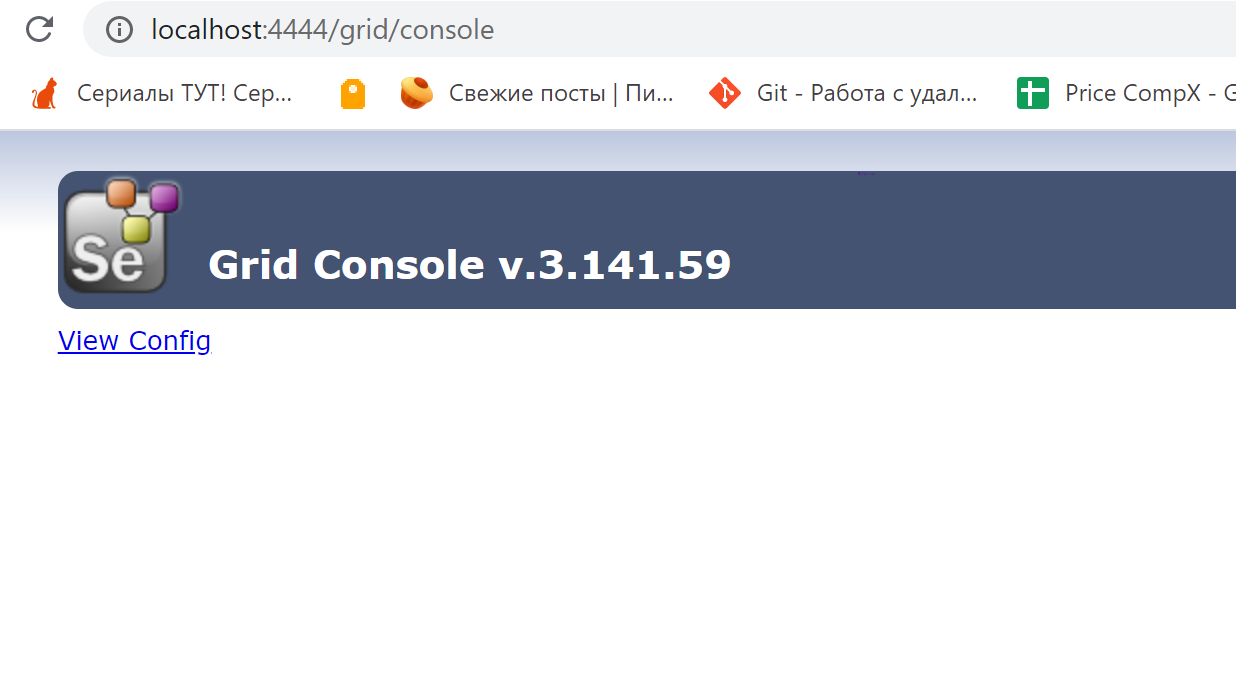 localhost:4444/grid/console
Сериалы ТУТ! Сер... Свежие посты | Пи... Git - Работа с удал... Price CompX - G
Se Grid Console v.3.141.59
View Config